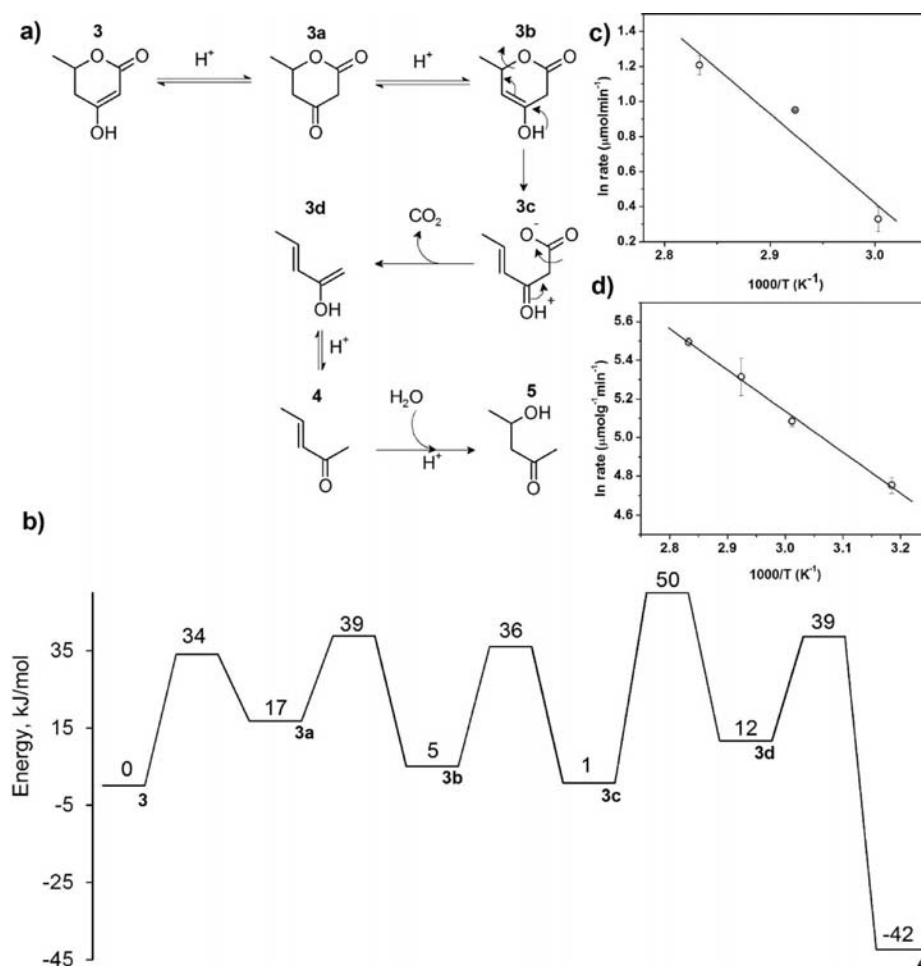 a)
3
H+
3a
H+
3b
O
O
OH
O
O
O
O
O
OH
3d
CO2
3c
OH
O-
O
OH
+
H+
4
H2O
5
OH
O
H+
O
c)
ln rate (μmolmin-1)
1.4
1.2
1.0
0.8
0.6
0.4
0.2
2.8
2.9
3.0
1000/T (K-1)
d)
ln rate (μmolg-1min-1)
5.6
5.4
5.2
5.0
4.8
4.6
2.8
2.9
3.0
3.1
3.2
1000/T (K-1)
b)
Energy, kJ/mol
35
15
-5
-25
-45
0
3
34
17
3a
39
5
3b
36
1
3c
50
12
3d
39
-42